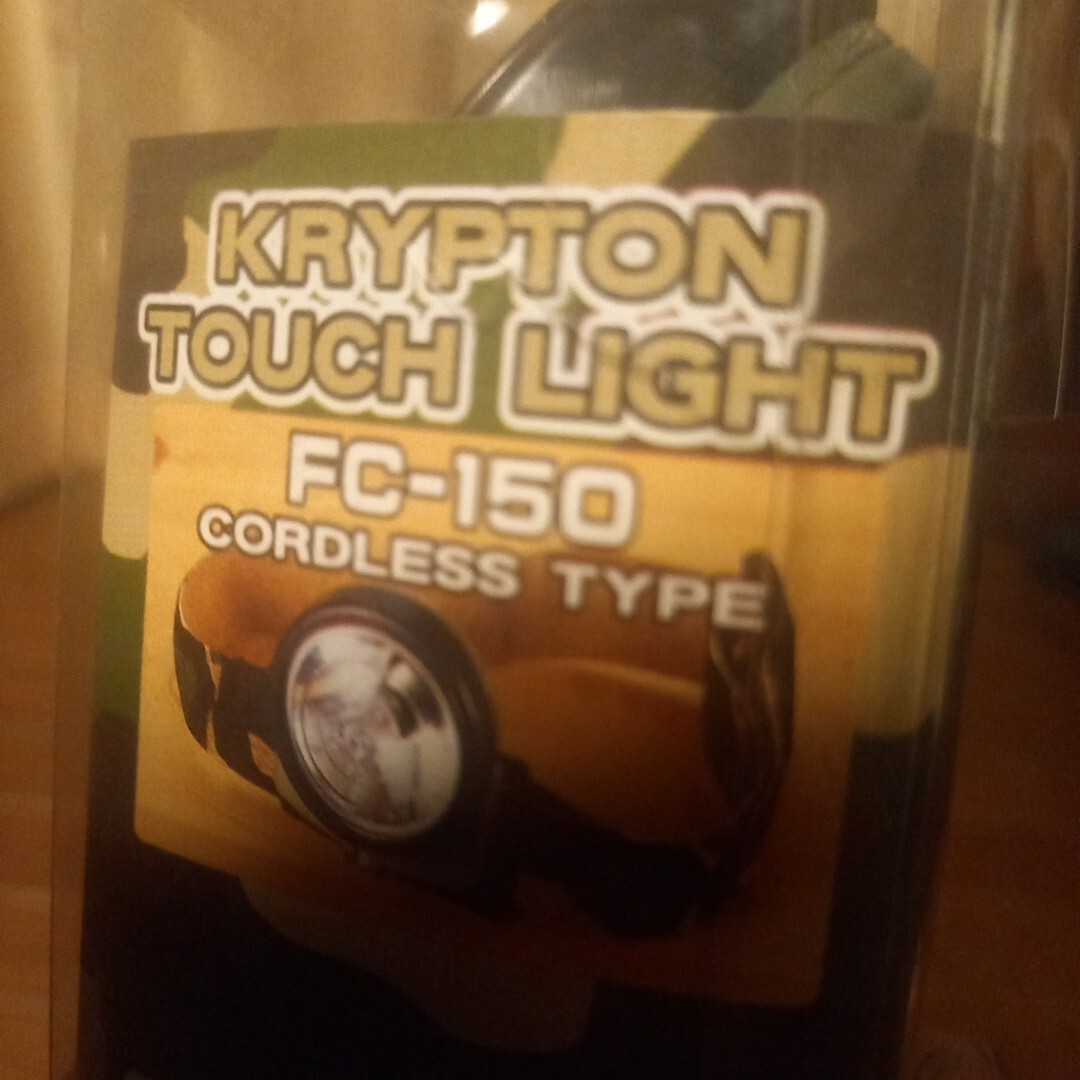 KRYPTON
TOUCH LIGHT
FC-150
CORDLESS TYPE